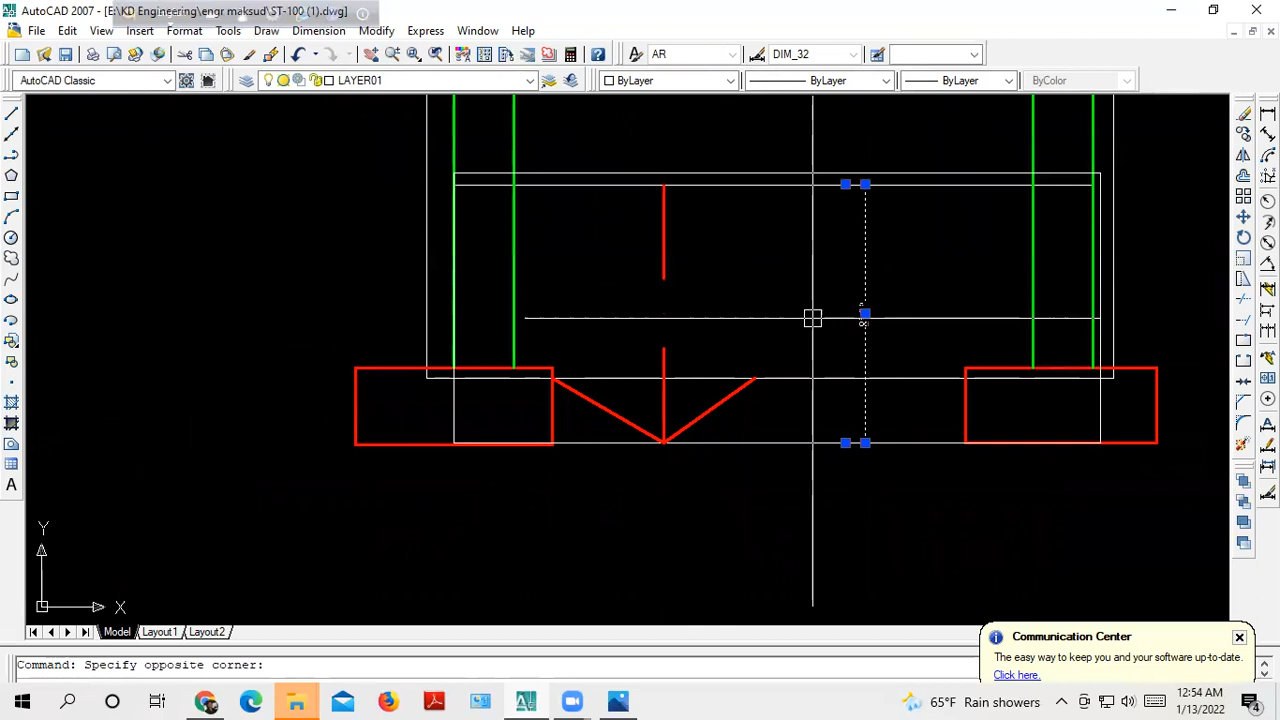 AutoCAD 2007 - [E:\KD Engineering\engr maksud\ST-100 (1).dwg]
File Edit View Insert Format Tools Draw Dimension Modify Express Window Help
AR DIM_32
AutoCAD Classic LAYER01 ByLayer ByLayer ByLayer ByColor
A
A
Y
X
Model Layout1 Layout2
Communication Center
The easy way to keep you and your software up-to-date.
Click here.
Command: Specify opposite corner:
65°F Rain showers
12:54 AM
1/13/2022
4